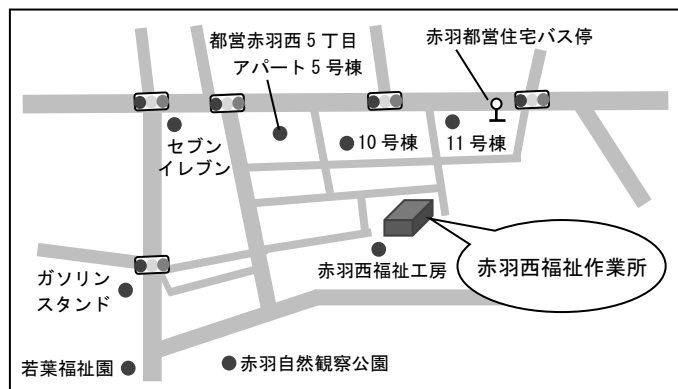 都営赤羽西5丁目
アパート5号棟
赤羽都営住宅バス停
セブン
イレブン
10号棟
11号棟
赤羽西福祉作業所
赤羽西福祉工房
ガソリン
スタンド
若葉福祉園
赤羽自然観察公園